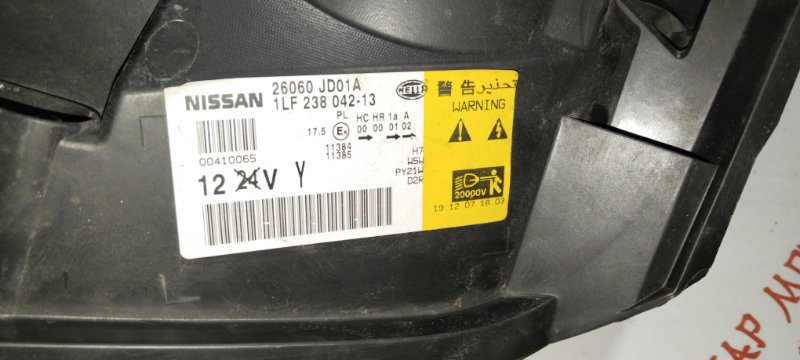 NISSAN
26060 JD01A
1LF 238 042-13
HELLA
警告 تحذير
WARNING
PL
HC HR 1a A
17.5
00 00 01 02
00410065
11384
11385
H7
W5W
PY21W
D2R
12 24V Y
20000V
19 12 07 18 03